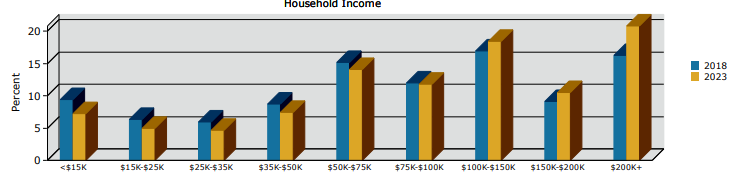 Household Income
20
15
10
5
0
Percent
<$15K
$15K-$25K
$25K-$35K
$35K-$50K
$50K-$75K
$75K-$100K
$100K-$150K
$150K-$200K
$200K+
2018
2023